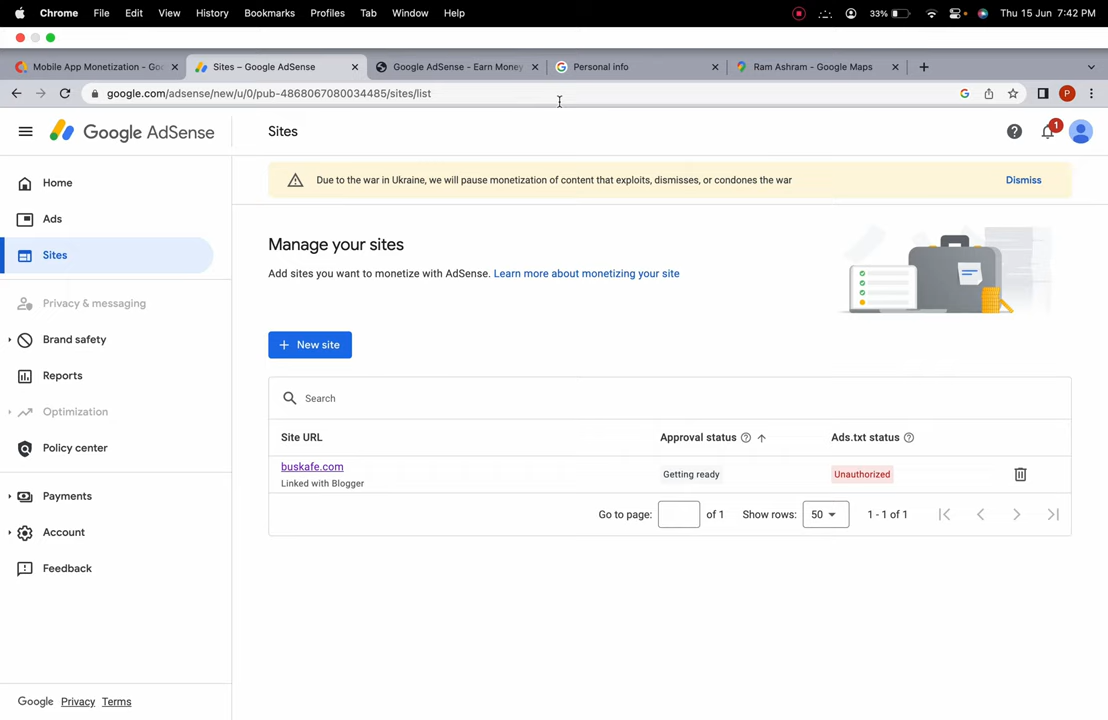 Chrome File Edit View History Bookmarks Profiles Tab Window Help 33% Thu 15 Jun 7:42 PM
Mobile App Monetization - Goo Sites – Google AdSense Google AdSense - Earn Money Personal info Ram Ashram - Google Maps
google.com/adsense/new/u/0/pub-4868067080034485/sites/list P
Google AdSense Sites 1
Due to the war in Ukraine, we will pause monetization of content that exploits, dismisses, or condones the war Dismiss
Home
Ads
Sites
Privacy & messaging
Brand safety
Reports
Optimization
Policy center
Payments
Account
Feedback
Manage your sites
Add sites you want to monetize with AdSense. Learn more about monetizing your site
+ New site
Search
Site URL Approval status Ads.txt status
buskafe.com Getting ready Unauthorized
Linked with Blogger
Go to page: of 1 Show rows: 50 1 - 1 of 1
Google Privacy Terms